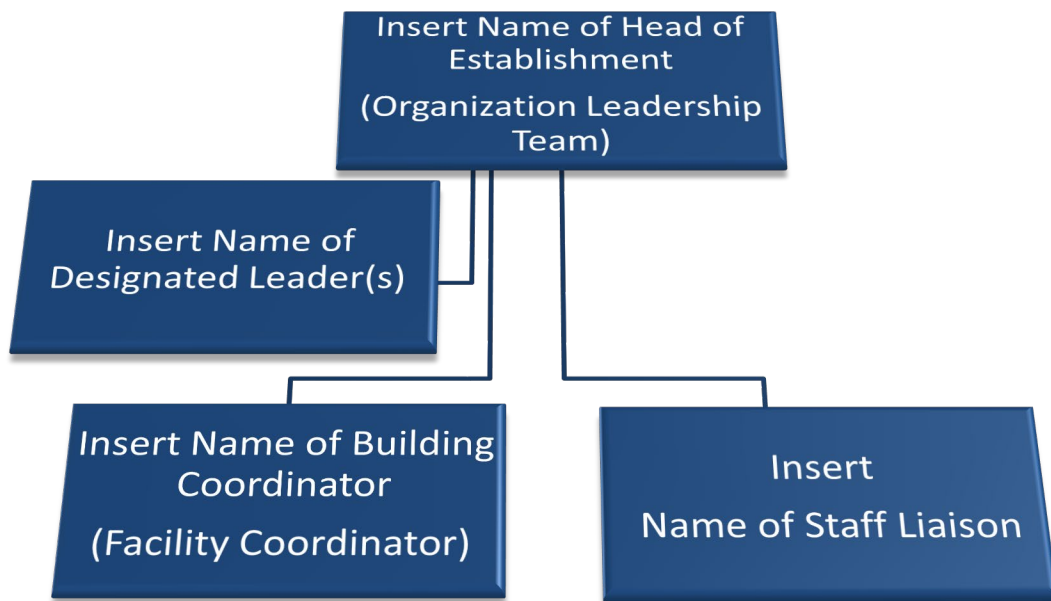 Insert Name of Head of
Establishment
(Organization Leadership
Team)
Insert Name of
Designated Leader(s)
Insert Name of Building
Coordinator
(Facility Coordinator)
Insert
Name of Staff Liaison